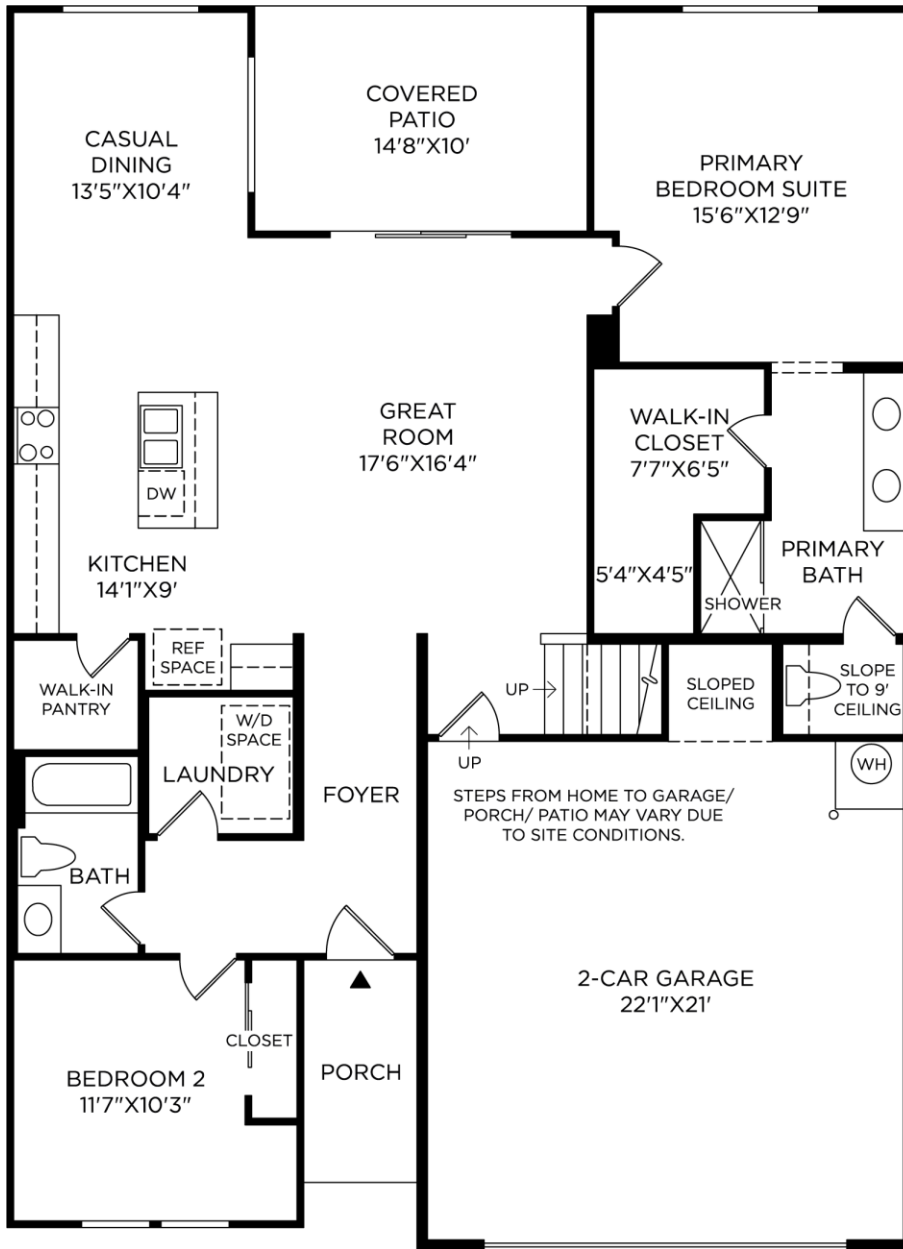 CASUAL
DINING
13'5"X10'4"
COVERED
PATIO
14'8"X10'
PRIMARY
BEDROOM SUITE
15'6"X12'9"
GREAT
ROOM
17'6"X16'4"
WALK-IN
CLOSET
7'7"X6'5"
DW
KITCHEN
14'1"X9'
5'4"X4'5"
PRIMARY
BATH
SHOWER
REF
SPACE
WALK-IN
PANTRY
UP
SLOPED
CEILING
SLOPE
TO 9'
CEILING
W/D
SPACE
LAUNDRY
FOYER
UP
WH
STEPS FROM HOME TO GARAGE/
PORCH/ PATIO MAY VARY DUE
TO SITE CONDITIONS.
BATH
2-CAR GARAGE
22'1"X21'
CLOSET
BEDROOM 2
11'7"X10'3"
PORCH